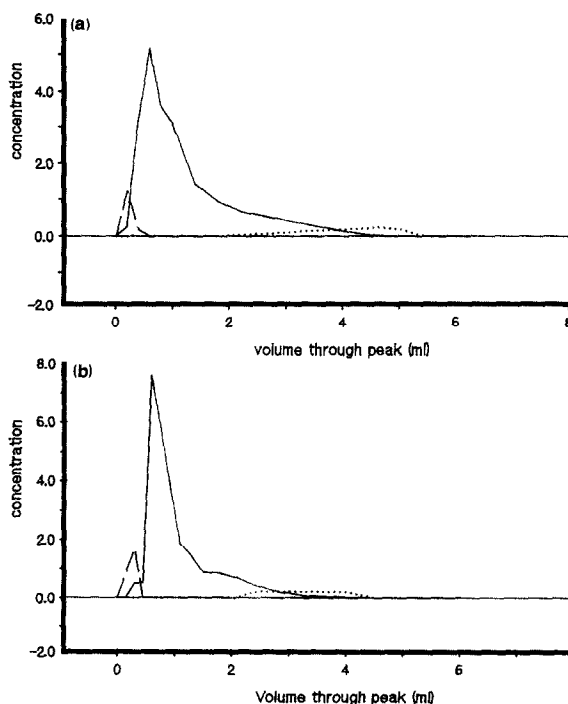 (a)
6.0
4.0
2.0
0.0
-2.0
concentration
0 2 4 6 8
volume through peak (ml)
(b)
8.0
6.0
4.0
2.0
0.0
-2.0
concentration
0 2 4 6
Volume through peak (ml)